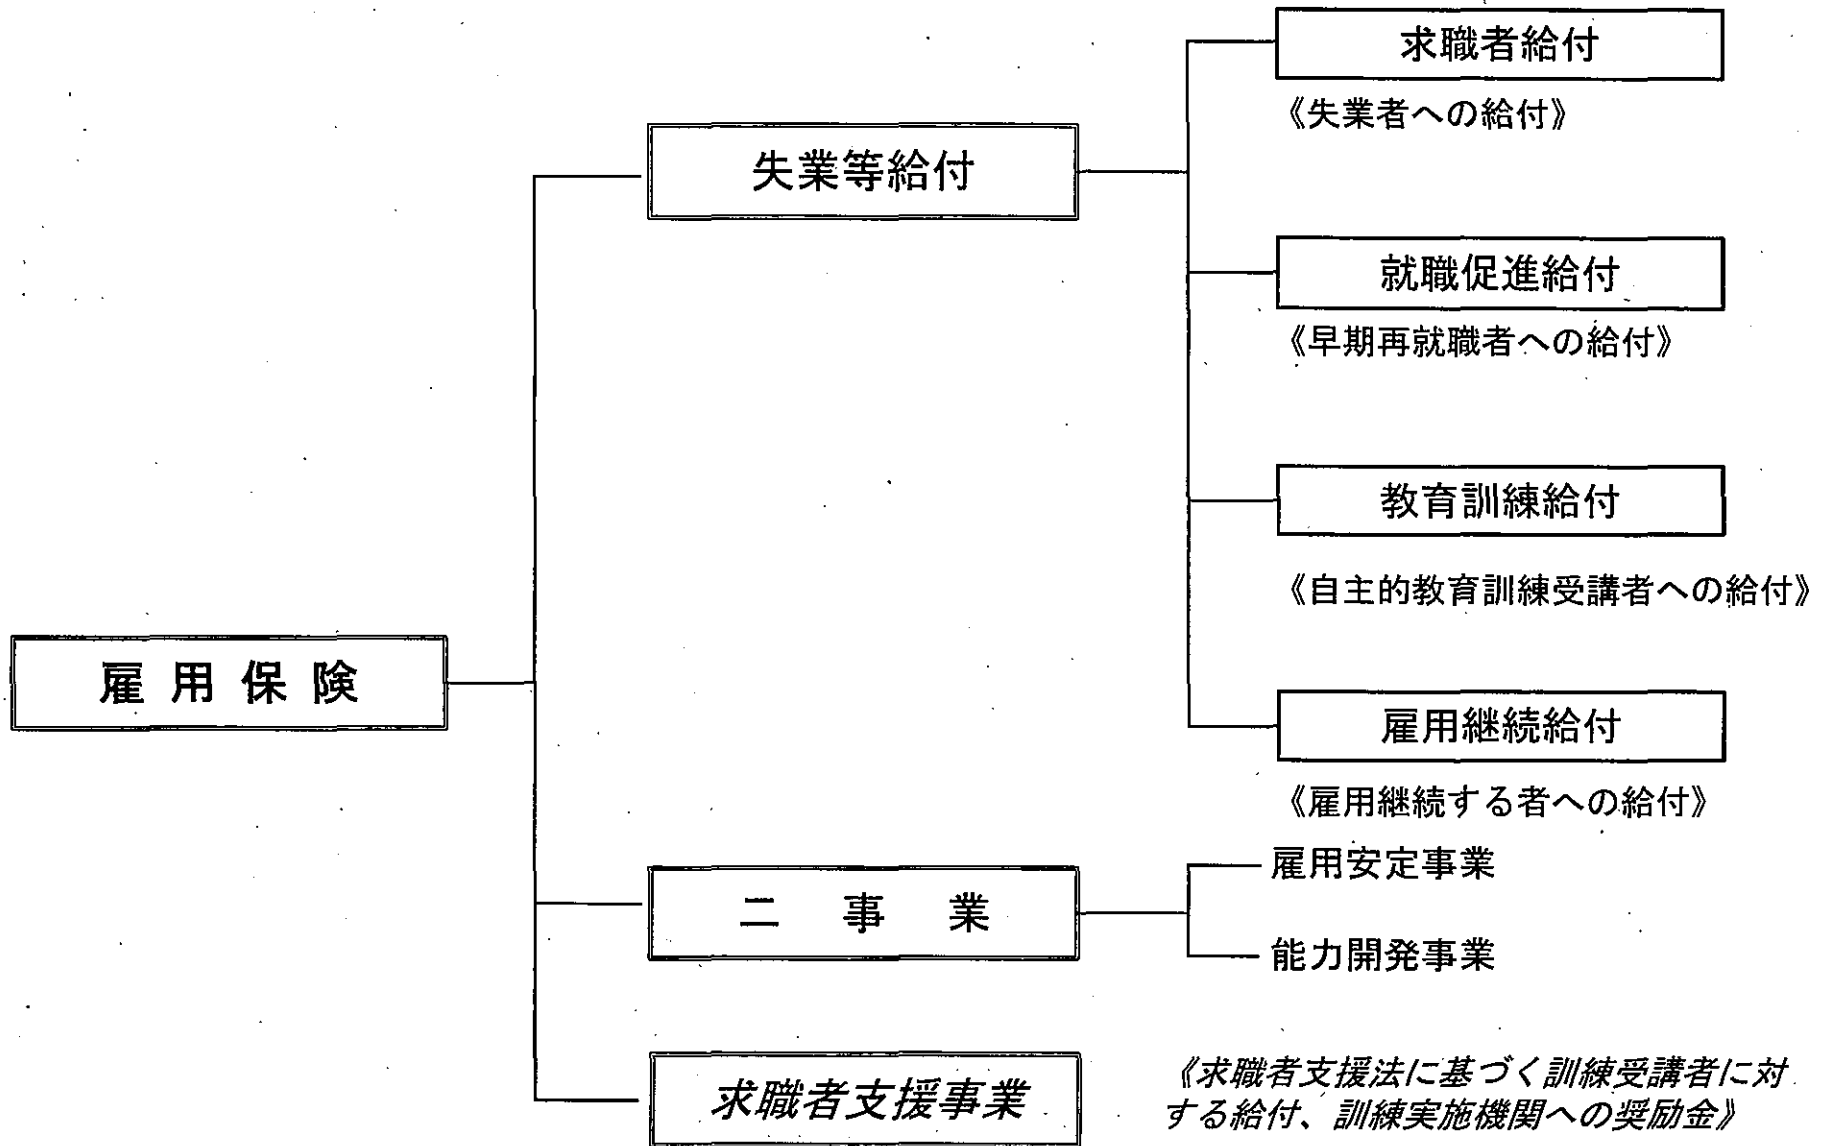 求職者給付
《失業者への給付》
失業等給付
就職促進給付
《早期再就職者への給付》
教育訓練給付
《自主的教育訓練受講者への給付》
雇用保険
雇用継続給付
《雇用継続する者への給付》
二事業
雇用安定事業
能力開発事業
求職者支援事業
《求職者支援法に基づく訓練受講者に対
する給付、訓練実施機関への奨励金》